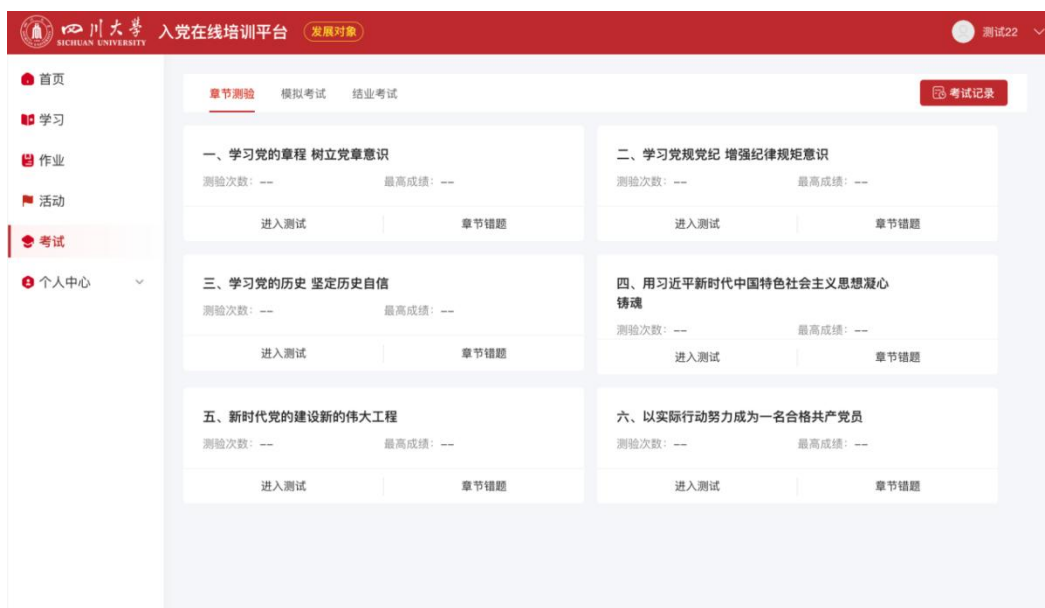 四川大学
SICHUAN UNIVERSITY
入党在线培训平台
发展对象
测试22
首页
学习
作业
活动
考试
个人中心
章节测验 模拟考试 结业考试
考试记录
一、学习党的章程 树立党章意识
测验次数：-- 最高成绩：--
进入测试 章节错题
二、学习党规党纪 增强纪律规矩意识
测验次数：-- 最高成绩：--
进入测试 章节错题
三、学习党的历史 坚定历史自信
测验次数：-- 最高成绩：--
进入测试 章节错题
四、用习近平新时代中国特色社会主义思想凝心
铸魂
测验次数：-- 最高成绩：--
进入测试 章节错题
五、新时代党的建设新的伟大工程
测验次数：-- 最高成绩：--
进入测试 章节错题
六、以实际行动努力成为一名合格共产党员
测验次数：-- 最高成绩：--
进入测试 章节错题